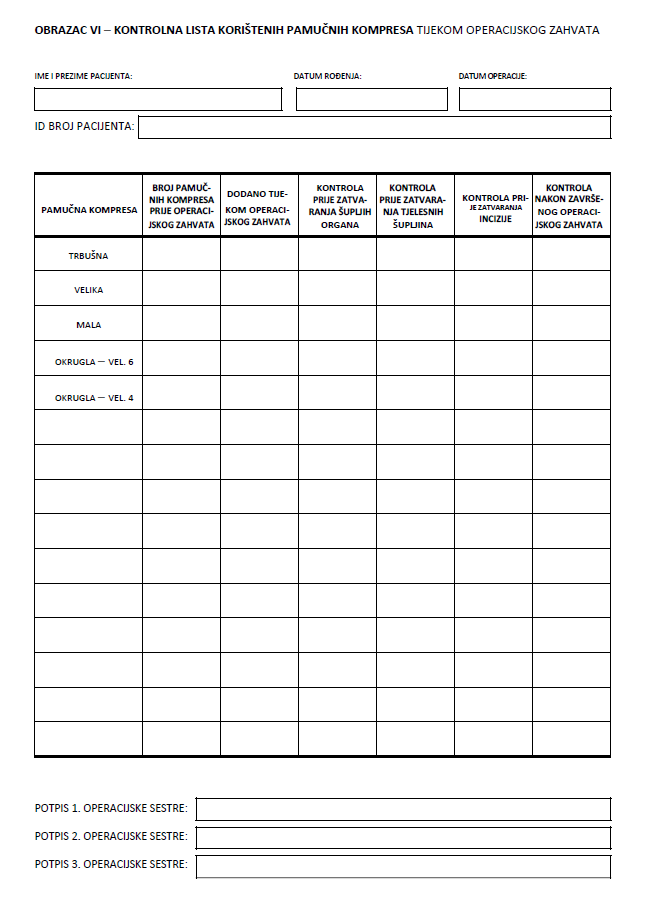 OBRAZAC VI – KONTROLNA LISTA KORIŠTENIH PAMUČNIH KOMPRESA TIJEKOM OPERACIJSKOG ZAHVATA
IME I PREZIME PACIJENTA: DATUM ROĐENJA: DATUM OPERACIJE:
ID BROJ PACIJENTA:
PAMUČNA KOMPRESA
BROJ PAMUČ-
NIH KOMPRESA
PRIJE OPERACI-
JSKOG ZAHVATA
DODANO TIJE-
KOM OPERACI-
JSKOG ZAHVATA
KONTROLA
PRIJE ZATVA-
RANJA ŠUPLJIH
ORGANA
KONTROLA
PRIJE ZATVARA-
NJA TJELESNIH
ŠUPLJINA
KONTROLA PRI-
JE ZATVARANJA
INCIZIJE
KONTROLA
NAKON ZAVRŠE-
NOG OPERACI-
JSKOG ZAHVATA
TRBUŠNA
VELIKA
MALA
OKRUGLA — VEL. 6
OKRUGLA — VEL. 4
POTPIS 1. OPERACIJSKE SESTRE:
POTPIS 2. OPERACIJSKE SESTRE:
POTPIS 3. OPERACIJSKE SESTRE: